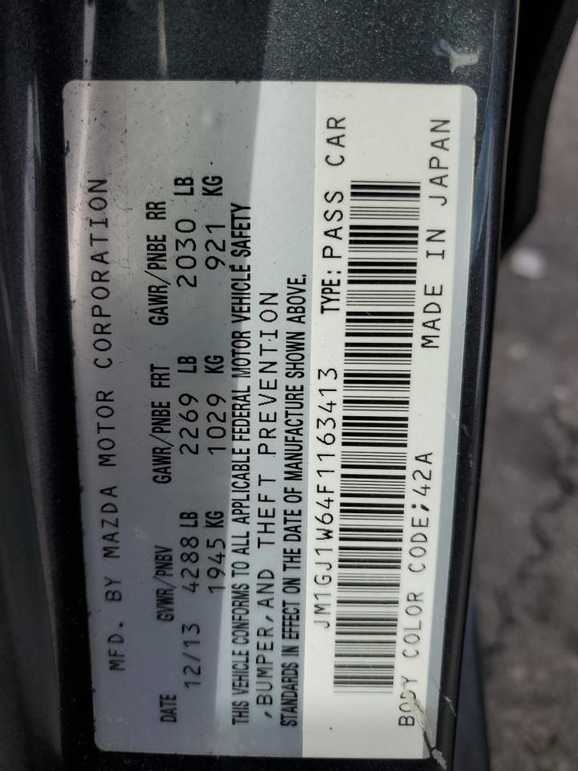 MFD. BY MAZDA MOTOR CORPORATION
DATE GVWR/PNBV GAWR/PNBE FRT GAWR/PNBE RR
12/13 4288 LB 2269 LB 2030 LB
1945 KG 1029 KG 921 KG
THIS VEHICLE CONFORMS TO ALL APPLICABLE FEDERAL MOTOR VEHICLE SAFETY
,BUMPER,AND THEFT PREVENTION
STANDARDS IN EFFECT ON THE DATE OF MANUFACTURE SHOWN ABOVE.
JM1GJ1W64F1163413 TYPE: PASS CAR
BODY COLOR CODE;42A MADE IN JAPAN